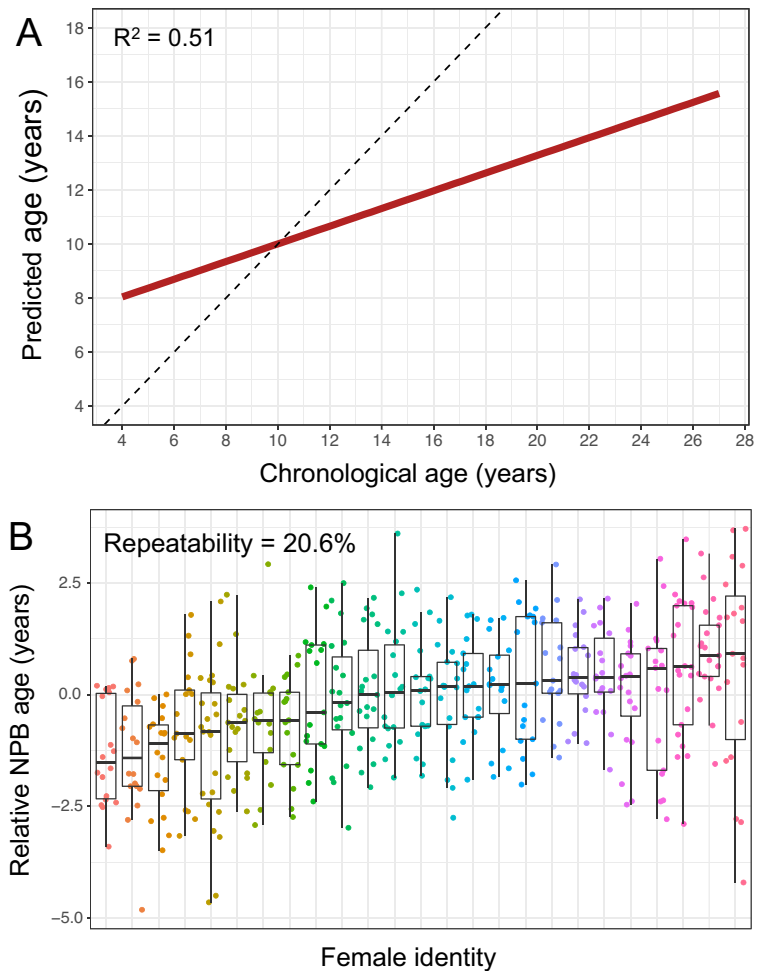 A
R² = 0.51
Predicted age (years)
18
16
14
12
10
8
6
4
4 6 8 10 12 14 16 18 20 22 24 26 28
Chronological age (years)
B
Repeatability = 20.6%
Relative NPB age (years)
2.5
0.0
−2.5
−5.0
Female identity